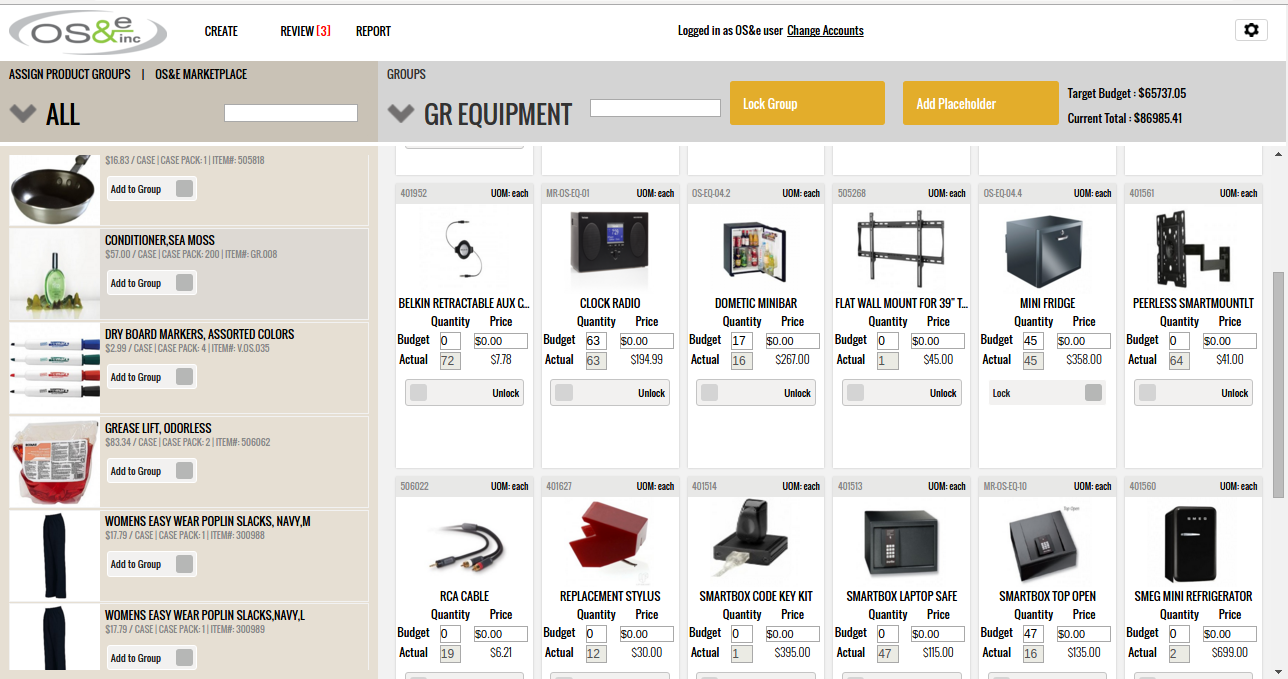 OS&e inc
CREATE REVIEW [3] REPORT
Logged in as OS&e user Change Accounts
ASSIGN PRODUCT GROUPS | OS&E MARKETPLACE
ALL
GROUPS
GR EQUIPMENT
Lock Group
Add Placeholder
Target Budget : $65737.05
Current Total : $86985.41
$16.83 / CASE | CASE PACK: 1 | ITEM#: 505818
Add to Group
CONDITIONER,SEA MOSS
$57.00 / CASE | CASE PACK: 200 | ITEM#: GR.008
Add to Group
DRY BOARD MARKERS, ASSORTED COLORS
$2.99 / CASE | CASE PACK: 4 | ITEM#: V.OS.035
Add to Group
GREASE LIFT, ODORLESS
$83.34 / CASE | CASE PACK: 2 | ITEM#: 506062
Add to Group
WOMENS EASY WEAR POPLIN SLACKS, NAVY,M
$17.79 / CASE | CASE PACK: 1 | ITEM#: 300988
Add to Group
WOMENS EASY WEAR POPLIN SLACKS,NAVY,L
$17.79 / CASE | CASE PACK: 1 | ITEM#: 300989
Add to Group
401952 UOM: each
BELKIN RETRACTABLE AUX C...
Quantity Price
Budget 0 $0.00
Actual 72 $7.78
Unlock
MR-OS-EQ-01 UOM: each
CLOCK RADIO
Quantity Price
Budget 63 $0.00
Actual 63 $194.99
Unlock
OS-EQ-04.2 UOM: each
DOMETIC MINIBAR
Quantity Price
Budget 17 $0.00
Actual 16 $267.00
Unlock
505268 UOM: each
FLAT WALL MOUNT FOR 39" T...
Quantity Price
Budget 0 $0.00
Actual 1 $45.00
Unlock
OS-EQ-04.4 UOM: each
MINI FRIDGE
Quantity Price
Budget 45 $0.00
Actual 45 $358.00
Lock
401561 UOM: each
PEERLESS SMARTMOUNTLT
Quantity Price
Budget 0 $0.00
Actual 64 $41.00
Unlock
506022 UOM: each
RCA CABLE
Quantity Price
Budget 0 $0.00
Actual 19 $6.21
401627 UOM: each
REPLACEMENT STYLUS
Quantity Price
Budget 0 $0.00
Actual 12 $30.00
401514 UOM: each
SMARTBOX CODE KEY KIT
Quantity Price
Budget 0 $0.00
Actual 1 $395.00
401513 UOM: each
SMARTBOX LAPTOP SAFE
Quantity Price
Budget 0 $0.00
Actual 47 $115.00
MR-OS-EQ-10 UOM: each
Top Open
SMARTBOX TOP OPEN
Quantity Price
Budget 47 $0.00
Actual 16 $135.00
401560 UOM: each
SMEG
SMEG MINI REFRIGERATOR
Quantity Price
Budget 0 $0.00
Actual 2 $699.00